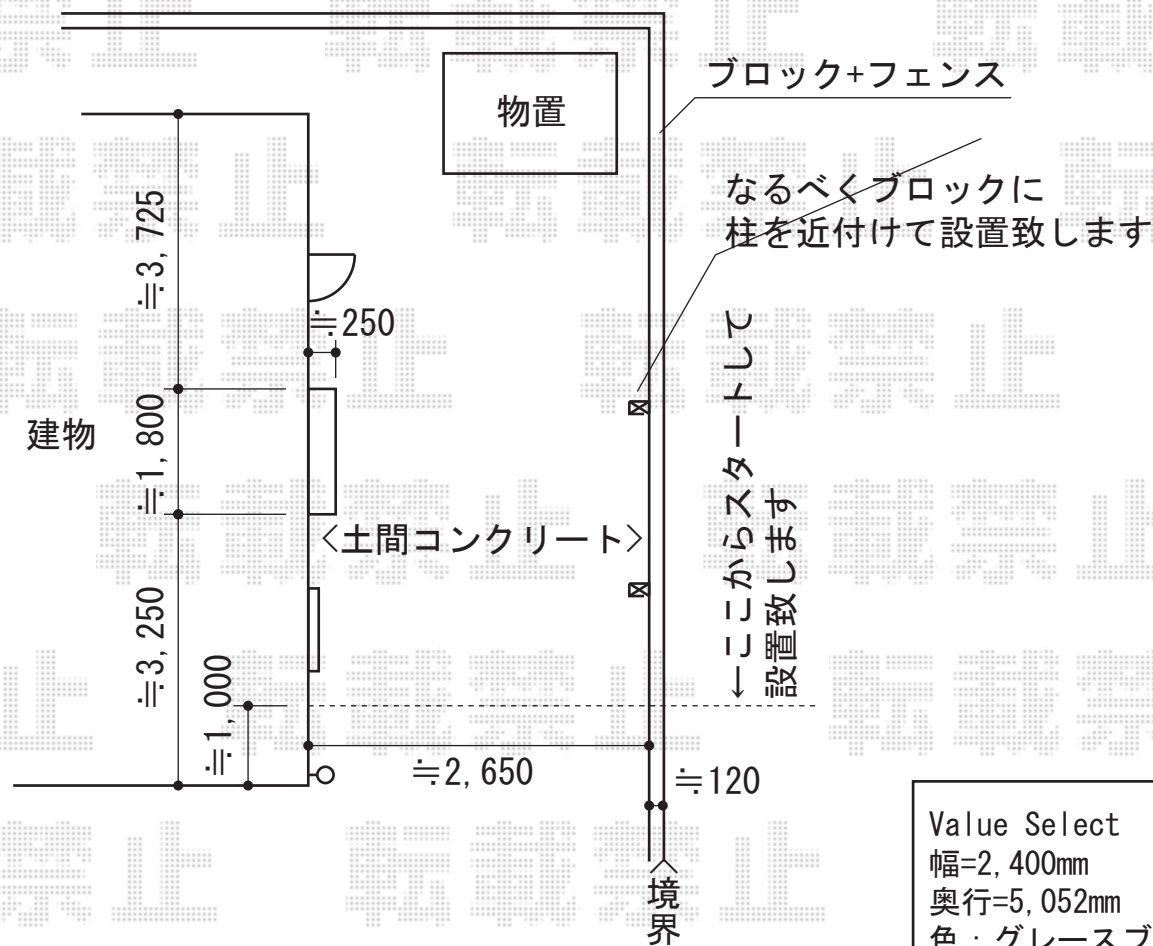 ブロック+フェンス
物置
なるべくブロックに
柱を近付けて設置致します
≒3,725
≒250
←ここからスタートして
設置致します
建物
≒1,800
〈土間コンクリート〉
≒3,250
≒1,000
≒2,650
≒120
境界
Value Select
幅=2,400mm
奥行=5,052mm
色:グレースブ
転載禁止